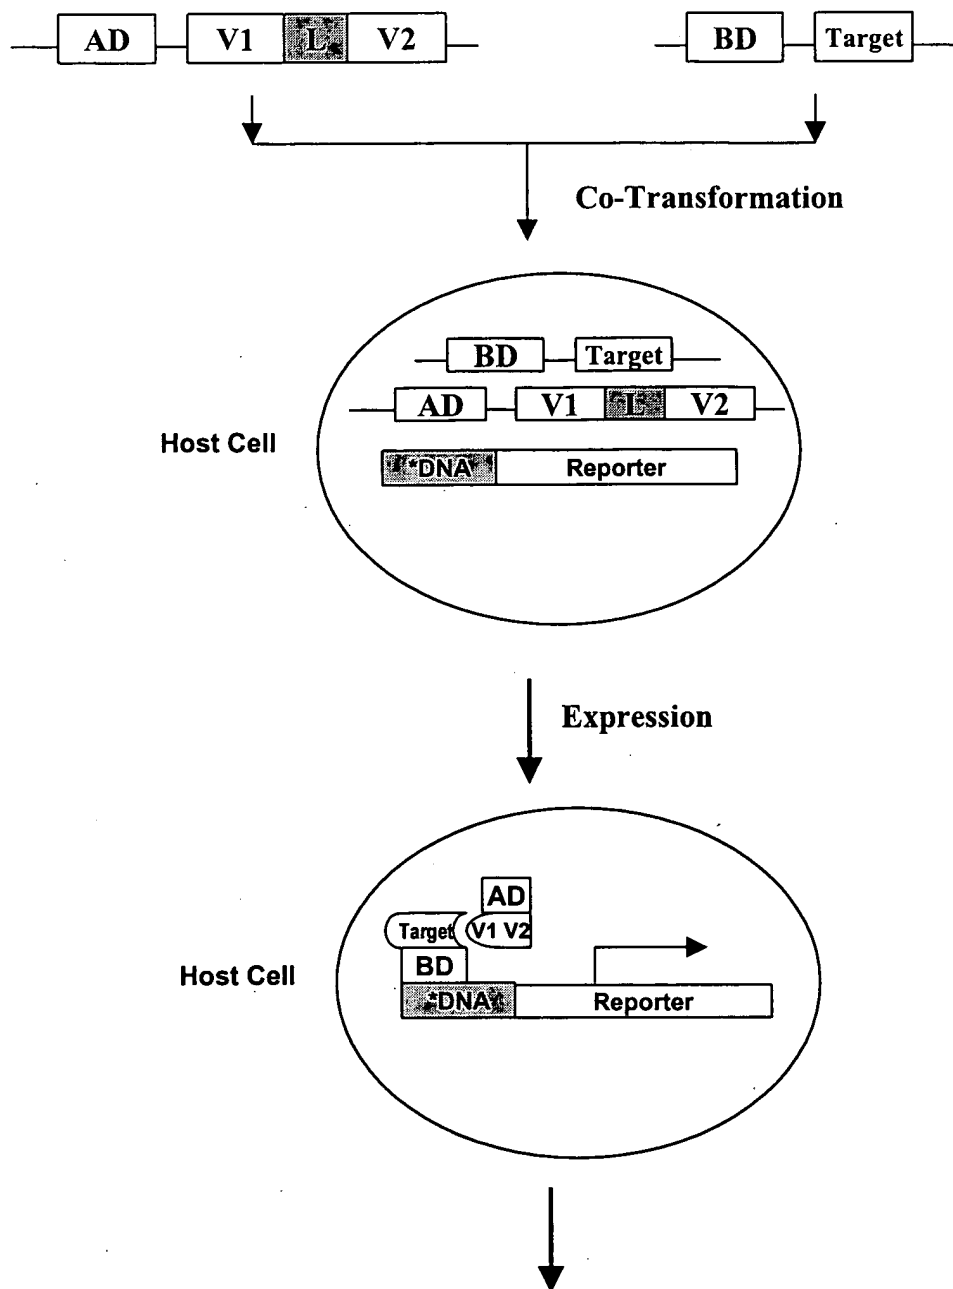 AD V1 L V2 BD Target
Co-Transformation
BD Target
AD V1 L V2
Host Cell
*DNA Reporter
Expression
AD
Target V1 V2
BD
Host Cell
*DNA Reporter